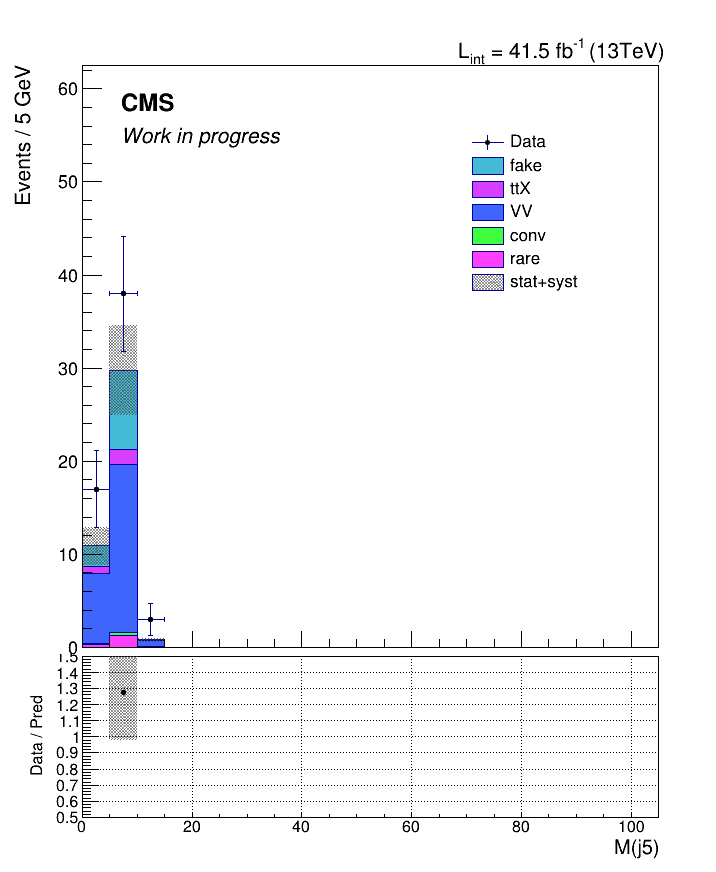 L_int = 41.5 fb^-1 (13TeV)
CMS
Work in progress
Events / 5 GeV
60
50
40
30
20
10
0
Data
fake
ttX
VV
conv
rare
stat+syst
Data / Pred
1.5
1.4
1.3
1.2
1.1
1
0.9
0.8
0.7
0.6
0.5
0 20 40 60 80 100
M(j5)